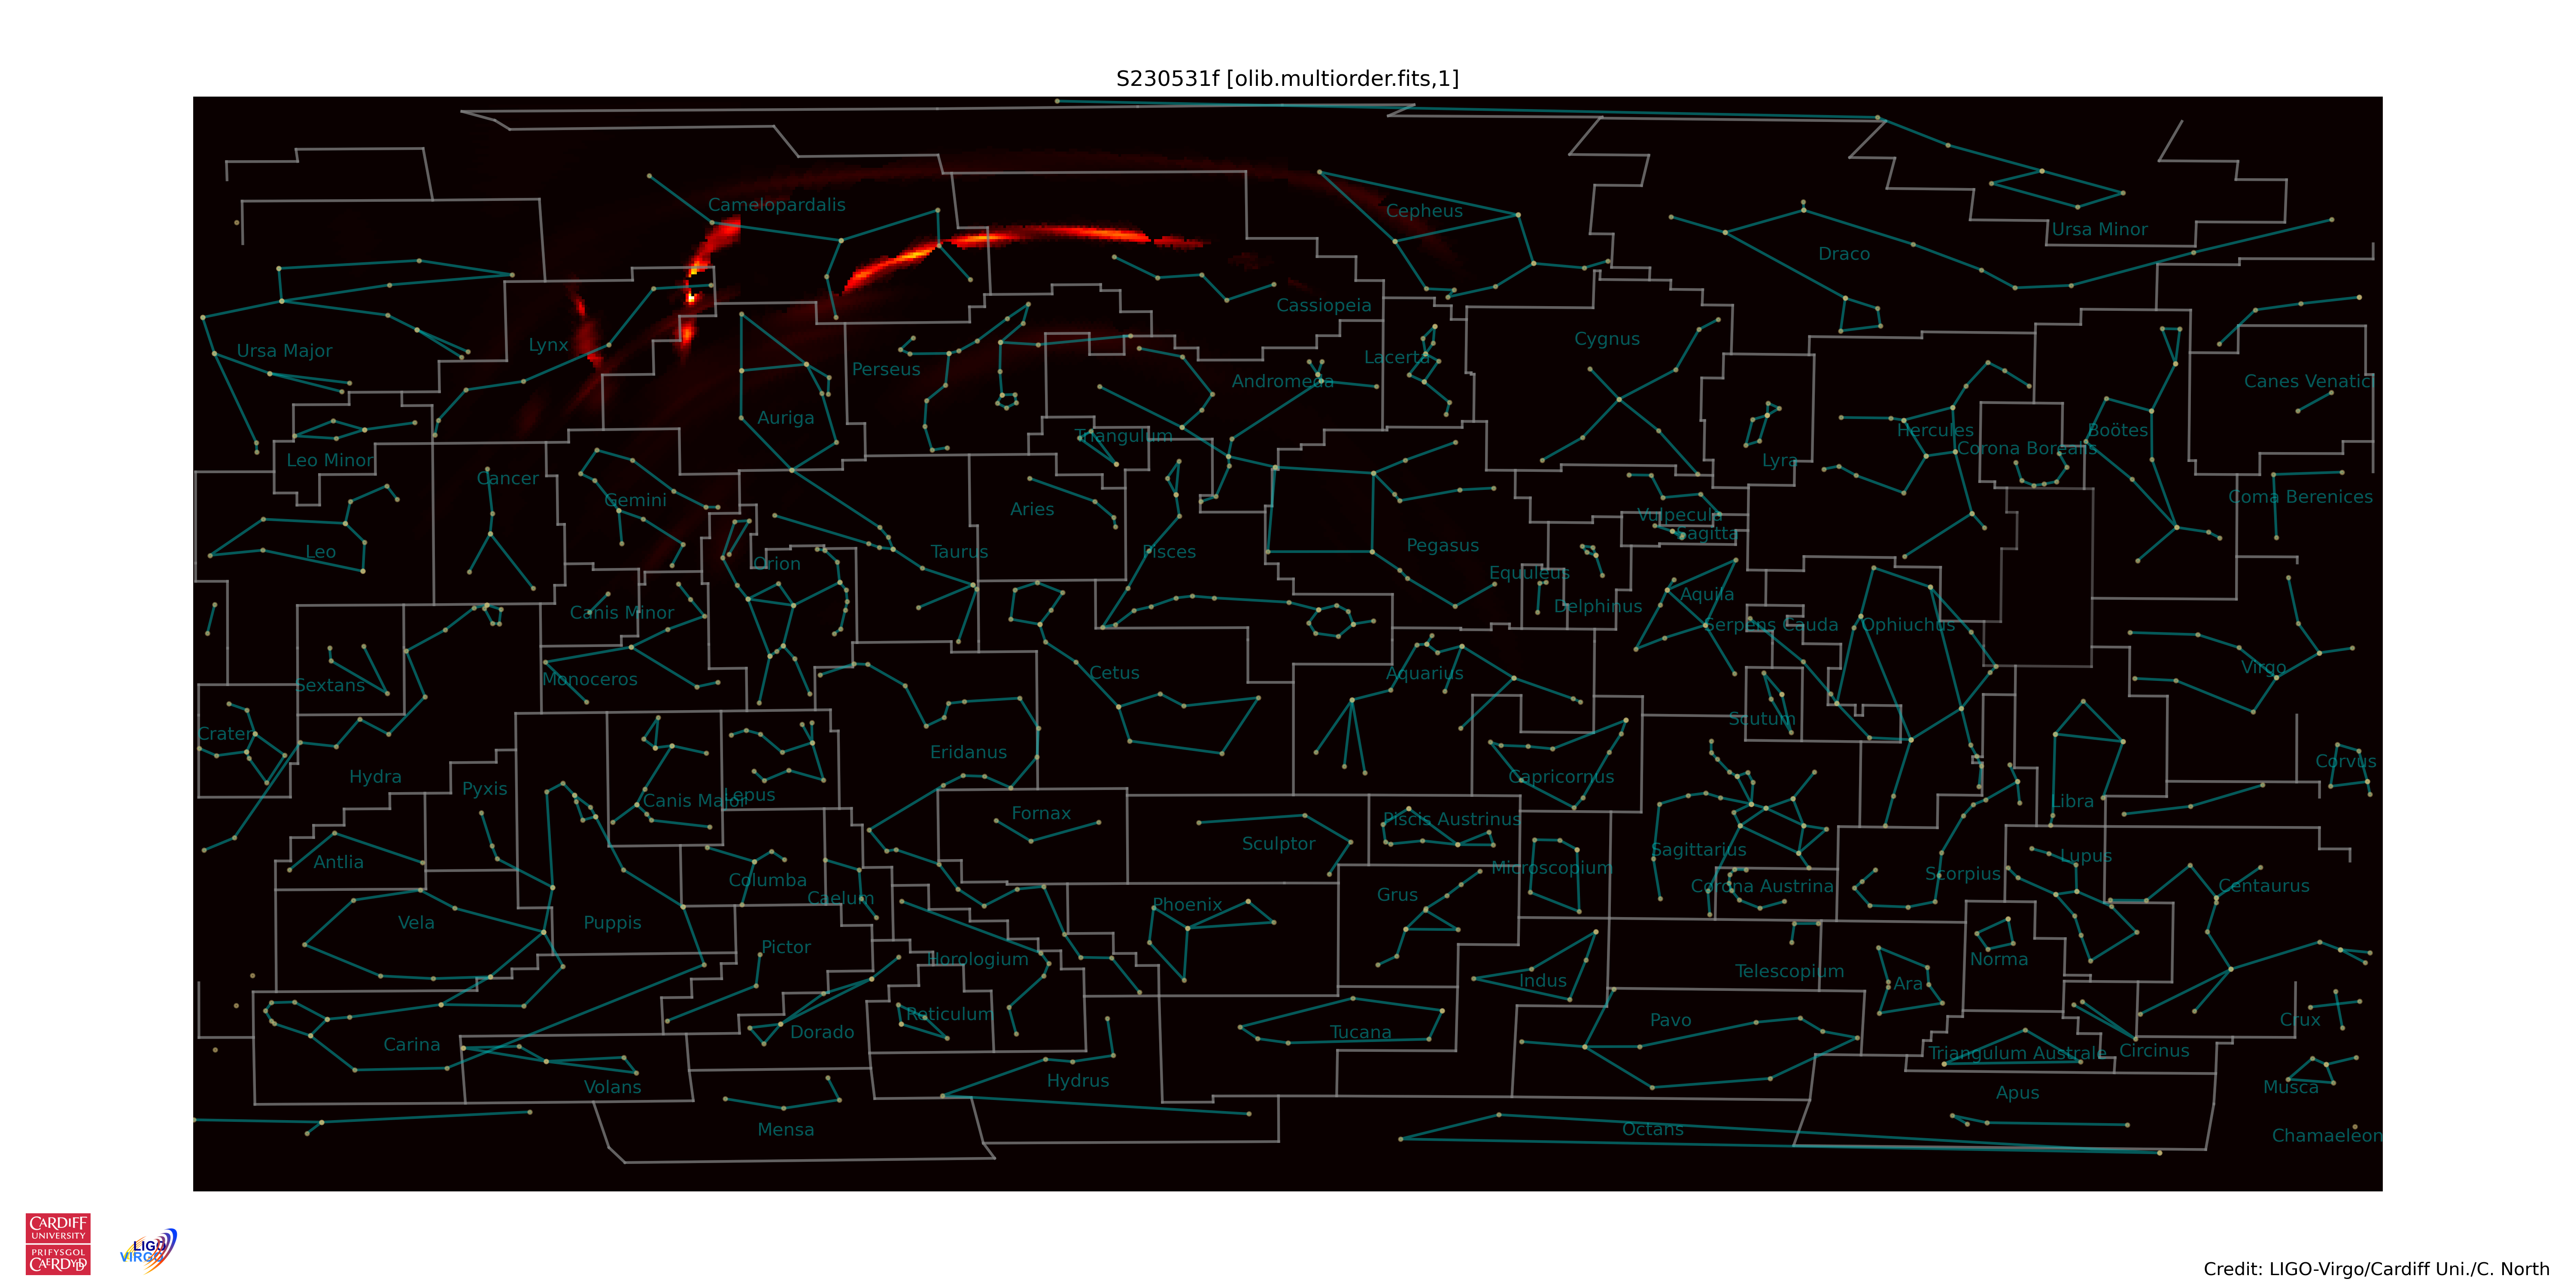 S230531f [olib.multiorder.fits,1]
Camelopardalis
Cepheus
Ursa Minor
Draco
Cassiopeia
Ursa Major
Lynx
Cygnus
Lacerta
Perseus
Andromeda
Canes Venatici
Auriga
Triangulum
Hercules
Boötes
Corona Borealis
Leo Minor
Lyra
Cancer
Gemini
Coma Berenices
Aries
Vulpecula
Sagitta
Leo
Taurus
Pisces
Pegasus
Orion
Equuleus
Aquila
Canis Minor
Delphinus
Serpens Cauda
Ophiuchus
Virgo
Sextans
Monoceros
Cetus
Aquarius
Scutum
Crater
Eridanus
Corvus
Hydra
Capricornus
Pyxis
Canis Major
Lepus
Libra
Fornax
Piscis Austrinus
Sculptor
Sagittarius
Lupus
Antlia
Microscopium
Scorpius
Columba
Corona Austrina
Centaurus
Caelum
Grus
Phoenix
Vela
Puppis
Pictor
Horologium
Norma
Telescopium
Indus
Ara
Reticulum
Pavo
Crux
Dorado
Tucana
Carina
Triangulum Australe
Circinus
Hydrus
Volans
Musca
Apus
Mensa
Octans
Chamaeleon
CARDIFF
UNIVERSITY
PRIFYSGOL
CAERDYD
LIGO
VIRGO
Credit: LIGO-Virgo/Cardiff Uni./C. North